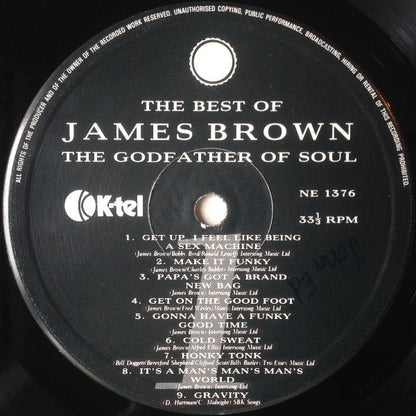 ALL RIGHTS OF THE PRODUCER AND OF THE OWNER OF THE RECORDED WORK RESERVED. UNAUTHORISED COPYING, PUBLIC PERFORMANCE, BROADCASTING, HIRING OR RENTAL OF THIS RECORD PROHIBITED.
THE BEST OF
JAMES BROWN
THE GODFATHER OF SOUL
K-tel
NE 1376
33⅓ RPM
1. GET UP, I FEEL LIKE BEING
A SEX MACHINE
(James Brown/Bobby Byrd/Ronald Lenhoff) Intersong Music Ltd
2. MAKE IT FUNKY
(James Brown/Charles Bobbit) Intersong Music Ltd
3. PAPA'S GOT A BRAND
NEW BAG
(James Brown) Intersong Music Ltd
4. GET ON THE GOOD FOOT
(James Brown/Fred Wesley/ Intersong Music Ltd
5. GONNA HAVE A FUNKY
GOOD TIME
(James Brown) Intersong Music Ltd
6. COLD SWEAT
(James Brown/Alfred Ellis) Intersong Music Ltd
7. HONKY TONK
(Bill Doggett/Beresford Shepherd/Clifford Scott/Billy Butler) Music Ltd
8. IT'S A MAN'S MAN'S MAN'S
WORLD
(James Brown) Intersong Music Ltd
9. GRAVITY
(D. Hartman/C. Midnight) SBK Songs